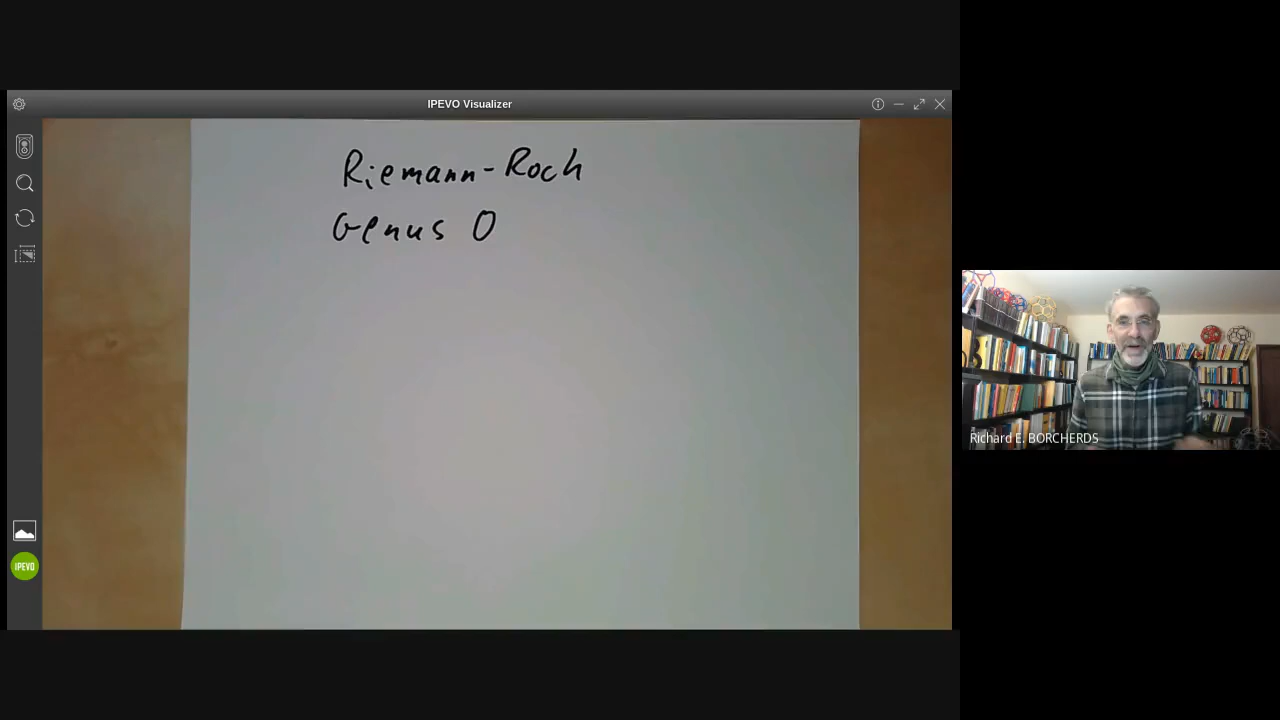 IPEVO Visualizer
Riemann-Roch
Genus 0
Richard E. BORCHERDS
IPEVO